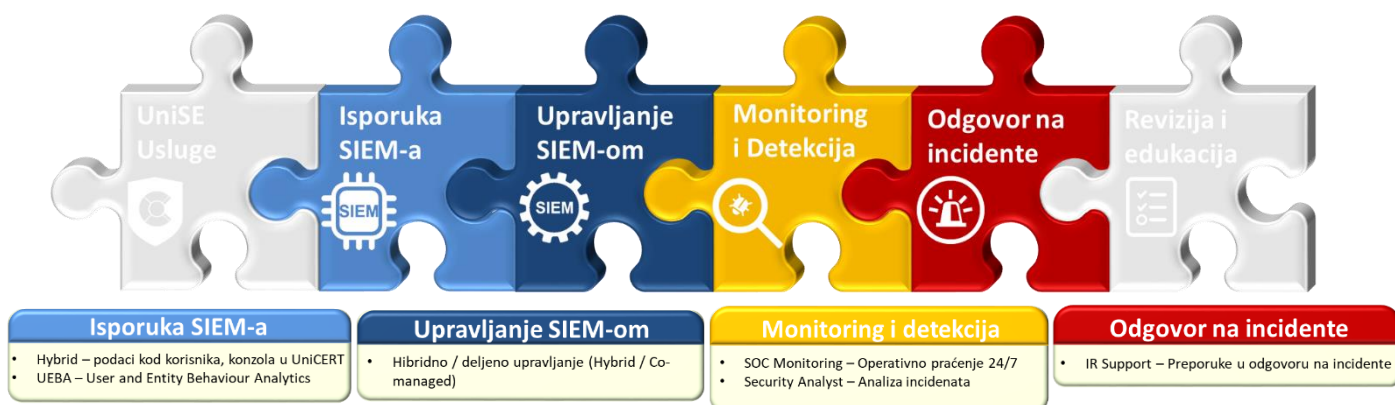 UniSE
Usluge
Isporuka
SIEM-a
SIEM
Upravljanje
SIEM-om
SIEM
Monitoring
i Detekcija
Odgovor na
incidente
Revizija i
edukacija
Isporuka SIEM-a
• Hybrid – podaci kod korisnika, konzola u UniCERT
• UEBA – User and Entity Behaviour Analytics
Upravljanje SIEM-om
• Hibridno / deljeno upravljanje (Hybrid / Co-
managed)
Monitoring i detekcija
• SOC Monitoring – Operativno praćenje 24/7
• Security Analyst – Analiza incidenata
Odgovor na incidente
• IR Support – Preporuke u odgovoru na incidente